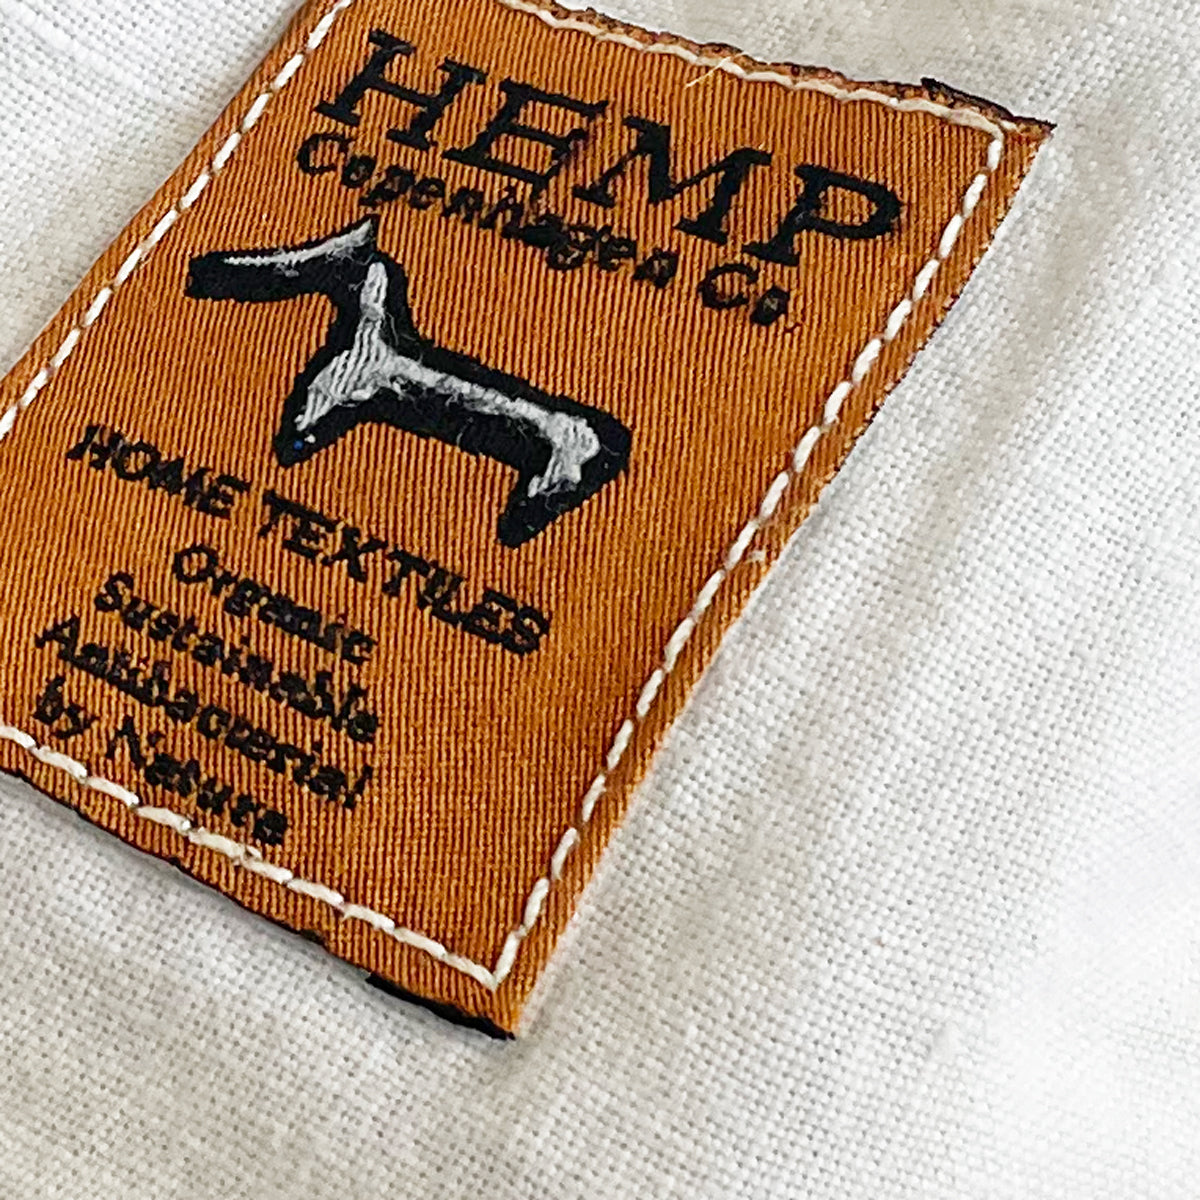 HEMP
Copenhagen Co.
HOME TEXTILES
Organic
Sustainable
Antibacterial
by Nature